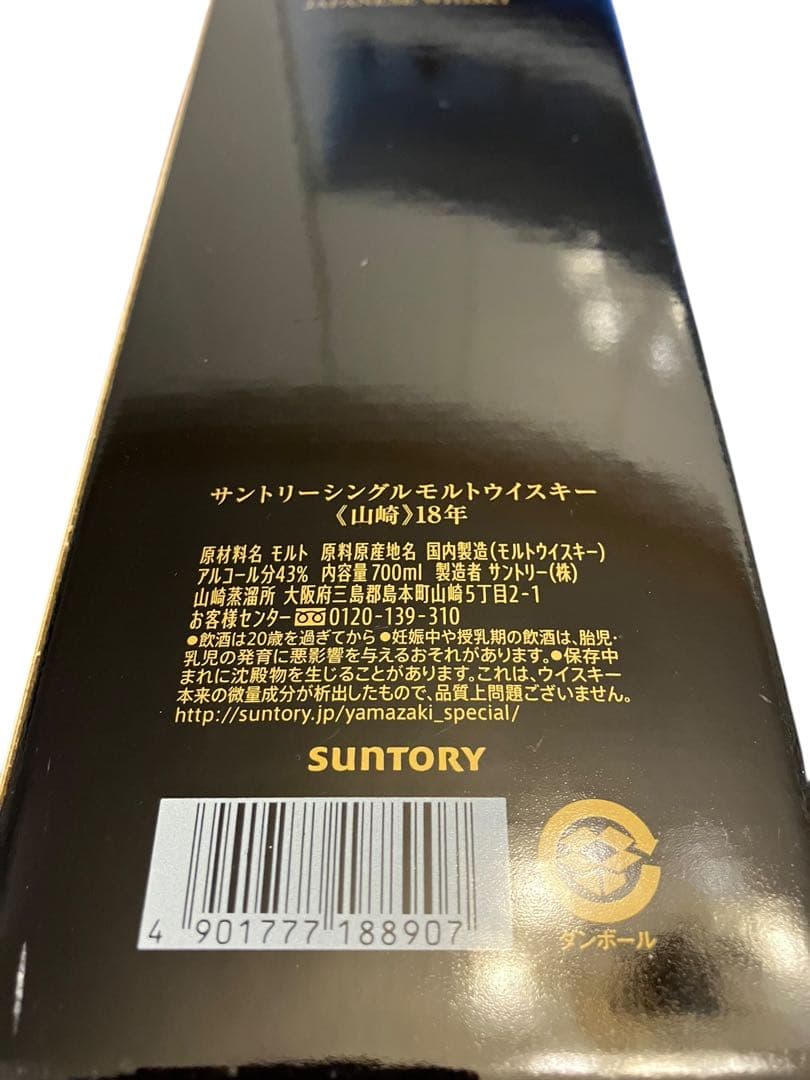 JAPANESE WHISKY
サントリーシングルモルトウイスキー
《山崎》18年
原材料名 モルト 原料原産地名 国内製造(モルトウイスキー)
アルコール分43% 内容量700ml 製造者 サントリー(株)
山崎蒸溜所 大阪府三島郡島本町山崎5丁目2-1
お客様センター 0120-139-310
●飲酒は20歳を過ぎてから ●妊娠中や授乳期の飲酒は、胎児・
乳児の発育に悪影響を与えるおそれがあります。●保存中
まれに沈殿物を生じることがあります。これは、ウイスキー
本来の微量成分が析出したもので、品質上問題ございません。
http://suntory.jp/yamazaki_special/
SUNTORY
4 901777 188907
ダンボール